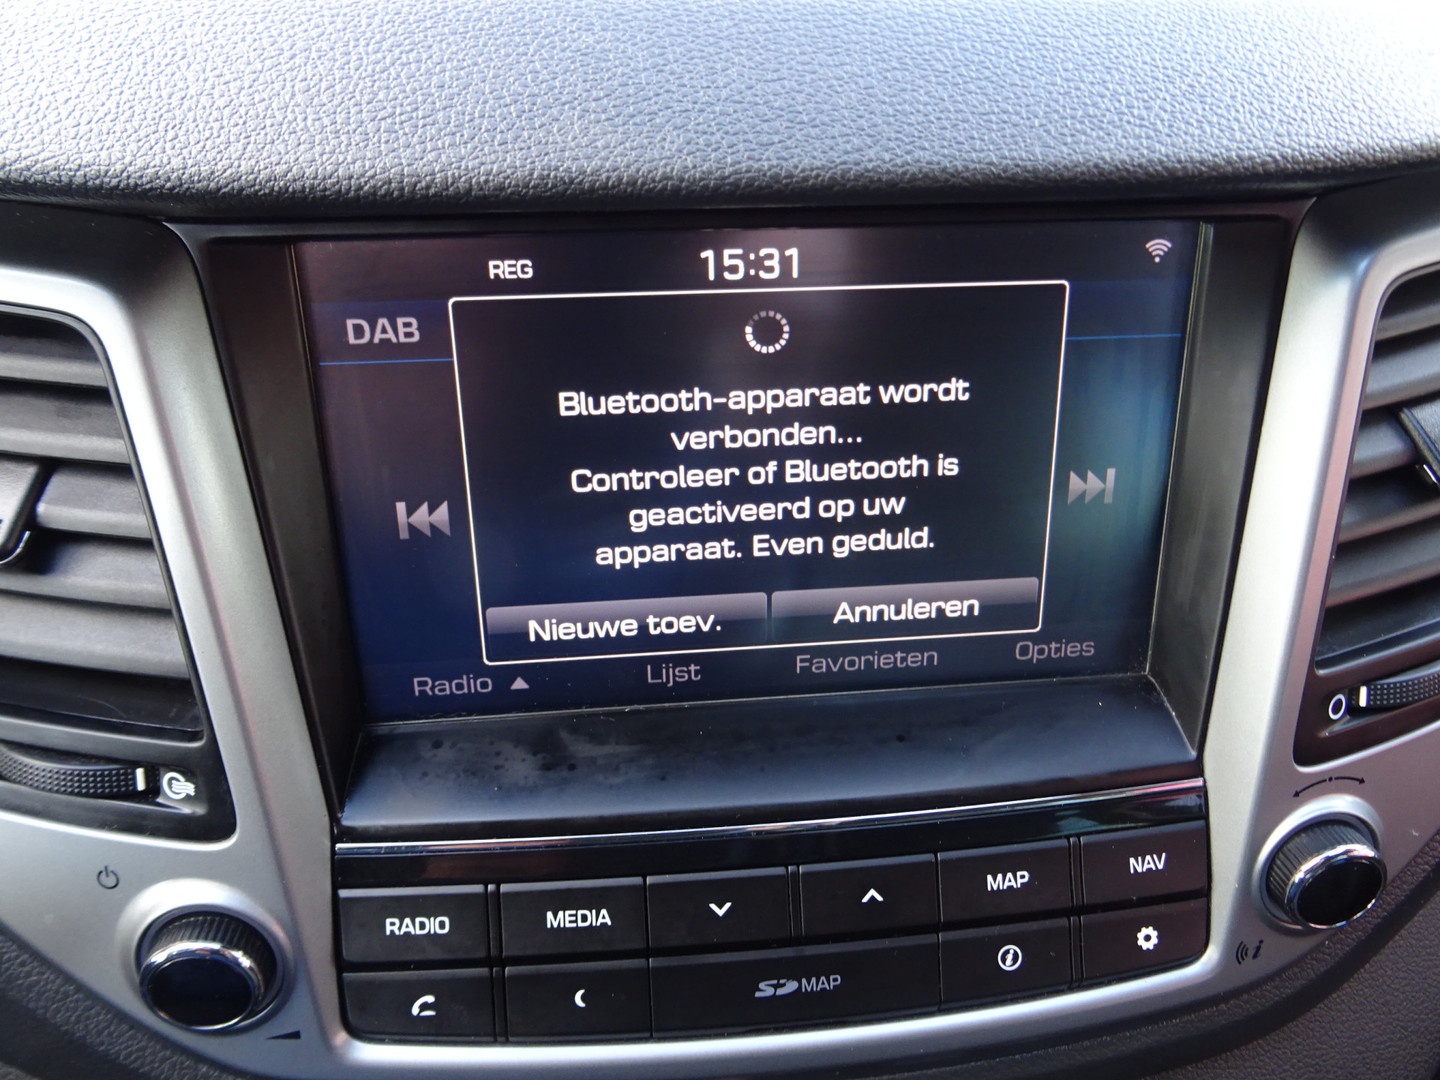 REG
15:31
DAB
Bluetooth-apparaat wordt
verbonden...
Controleer of Bluetooth is
geactiveerd op uw
apparaat. Even geduld.
Nieuwe toev.
Annuleren
Radio
Lijst
Favorieten
Opties
RADIO
MEDIA
MAP
NAV
SD MAP